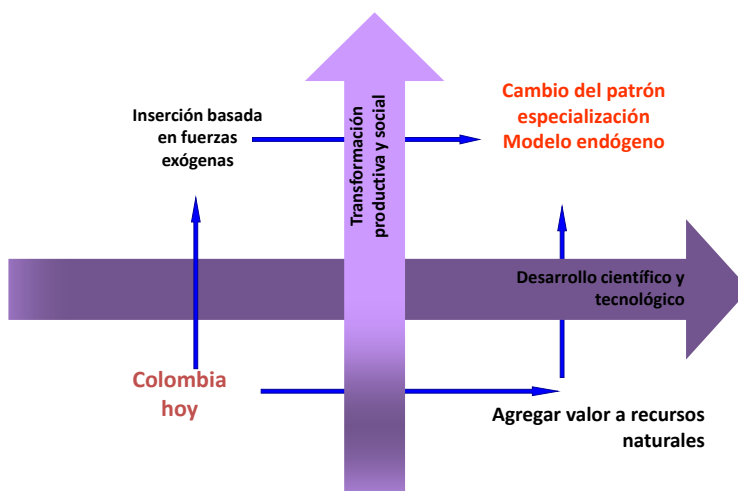 Inserción basada
en fuerzas
exógenas
Transformación
productiva y social
Cambio del patrón
especialización
Modelo endógeno
Desarrollo científico y
tecnológico
Colombia
hoy
Agregar valor a recursos
naturales